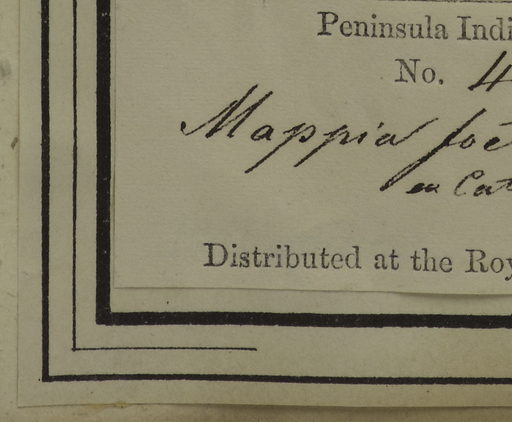 Peninsula Indi
No. 4
Mappia foe
ex Cat
Distributed at the Roy